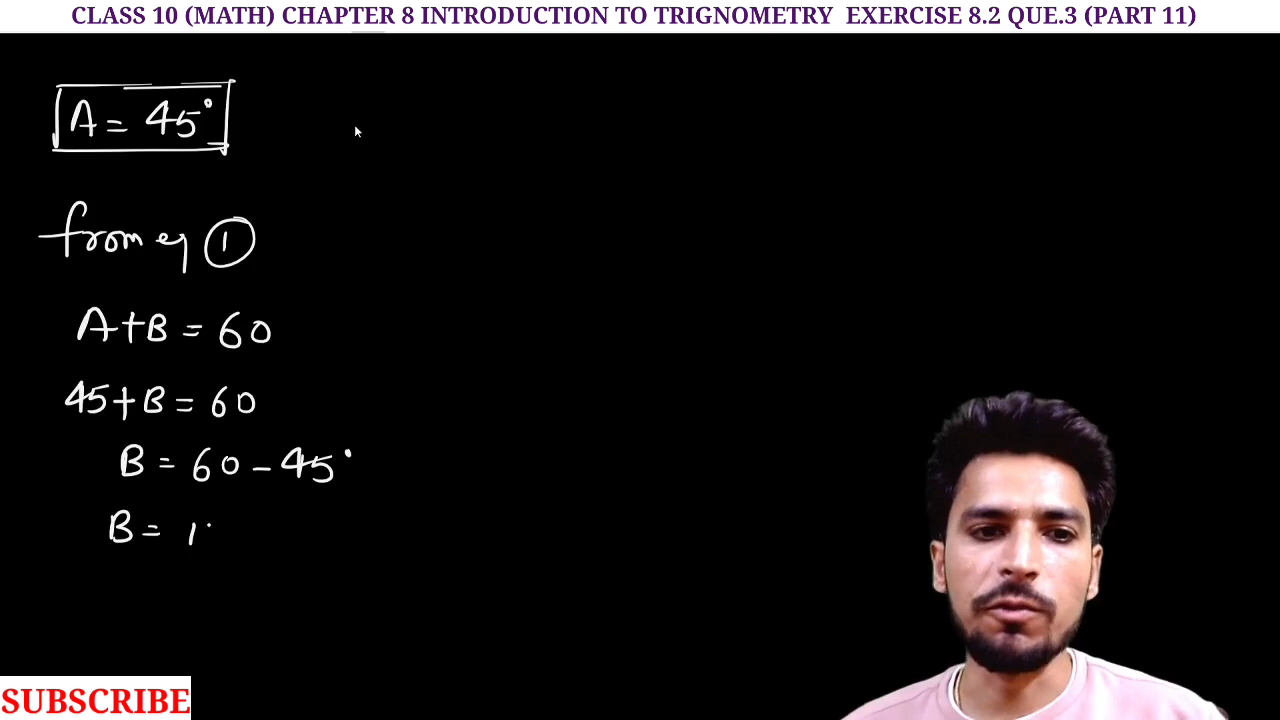 CLASS 10 (MATH) CHAPTER 8 INTRODUCTION TO TRIGNOMETRY EXERCISE 8.2 QUE.3 (PART 11)
A = 45°
from eq ①
A+B = 60
45+B = 60
B = 60 - 45°
B = 1
SUBSCRIBE